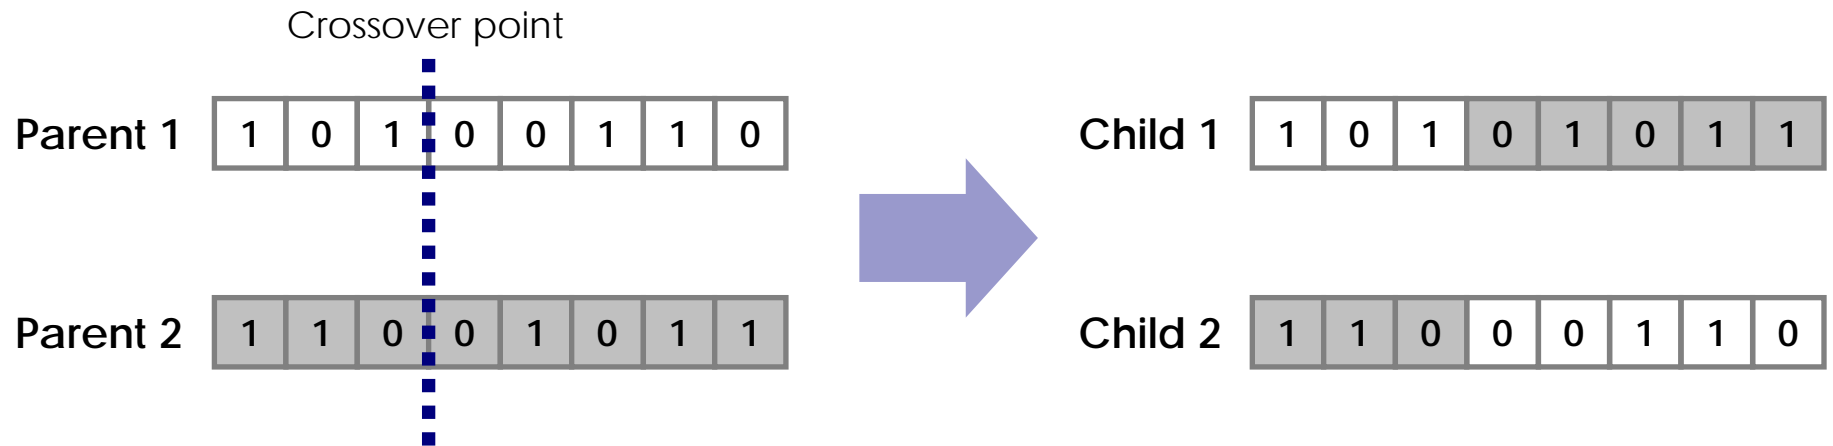 Crossover point
Parent 1 1 0 1 0 0 1 1 0 Child 1 1 0 1 0 1 0 1 1
Parent 2 1 1 0 0 1 0 1 1 Child 2 1 1 0 0 0 1 1 0